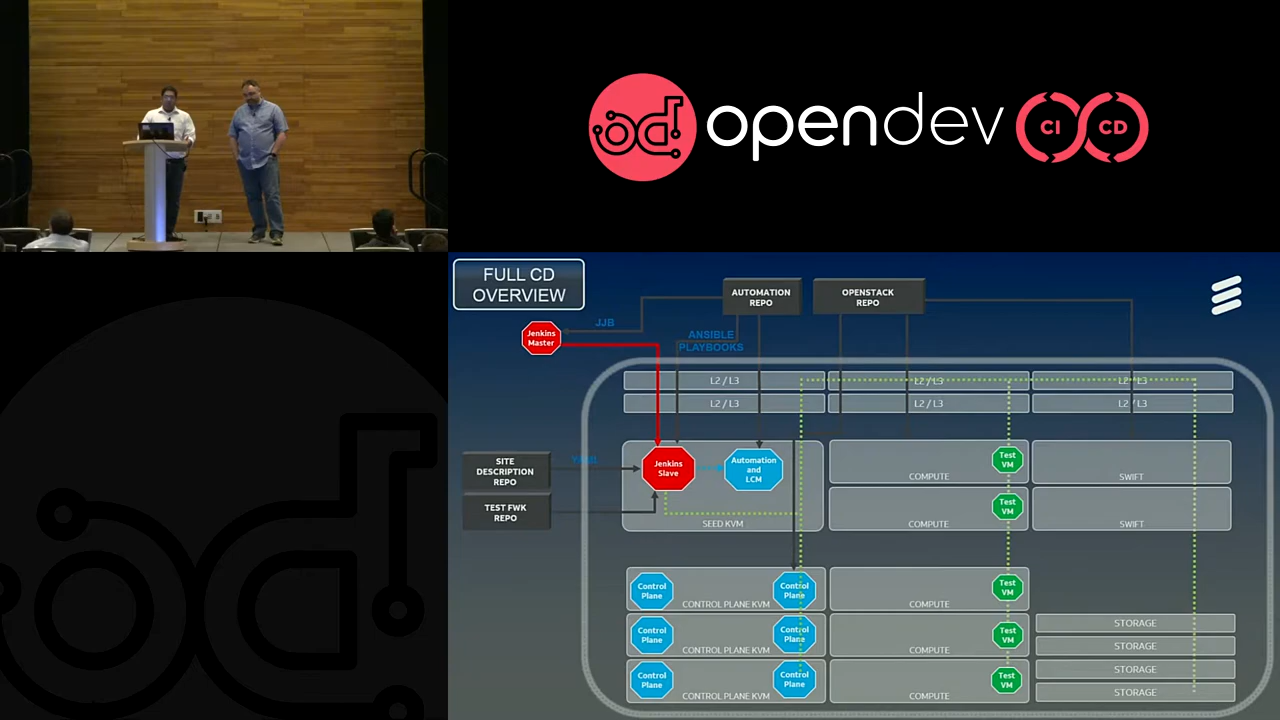 opendev
CI
CD
FULL CD
OVERVIEW
AUTOMATION
REPO
OPENSTACK
REPO
JJB
Jenkins
Master
ANSIBLE
PLAYBOOKS
L2 / L3
L2 / L3
L2 / L3
L2 / L3
L2 / L3
L2 / L3
SITE
DESCRIPTION
REPO
YAML
Jenkins
Slave
Automation
and
LCM
Test
VM
COMPUTE
SWIFT
TEST FWK
REPO
SEED KVM
Test
VM
COMPUTE
SWIFT
Control
Plane
CONTROL PLANE KVM
Control
Plane
COMPUTE
Test
VM
Control
Plane
CONTROL PLANE KVM
Control
Plane
COMPUTE
Test
VM
STORAGE
STORAGE
Control
Plane
CONTROL PLANE KVM
Control
Plane
COMPUTE
Test
VM
STORAGE
STORAGE